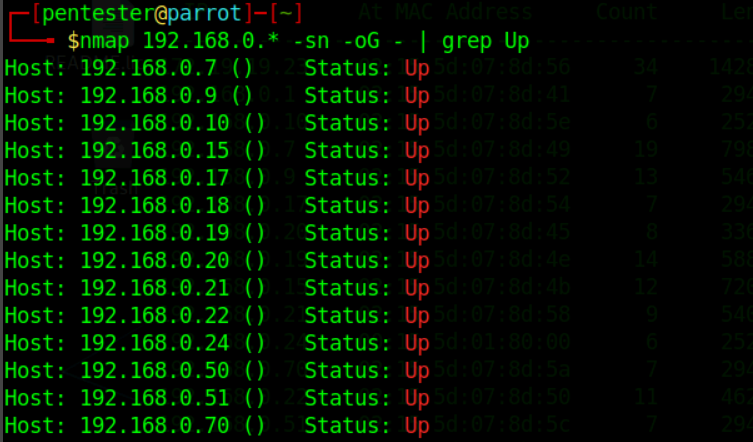 ┌─[pentester@parrot]─[~] At MAC Address Count Len
└──╼ $nmap 192.168.0.* -sn -oG - | grep Up
Host: 192.168.0.7 () Status: Up
Host: 192.168.0.9 () Status: Up
Host: 192.168.0.10 () Status: Up
Host: 192.168.0.15 () Status: Up
Host: 192.168.0.17 () Status: Up
Host: 192.168.0.18 () Status: Up
Host: 192.168.0.19 () Status: Up
Host: 192.168.0.20 () Status: Up
Host: 192.168.0.21 () Status: Up
Host: 192.168.0.22 () Status: Up
Host: 192.168.0.24 () Status: Up
Host: 192.168.0.50 () Status: Up
Host: 192.168.0.51 () Status: Up
Host: 192.168.0.70 () Status: Up